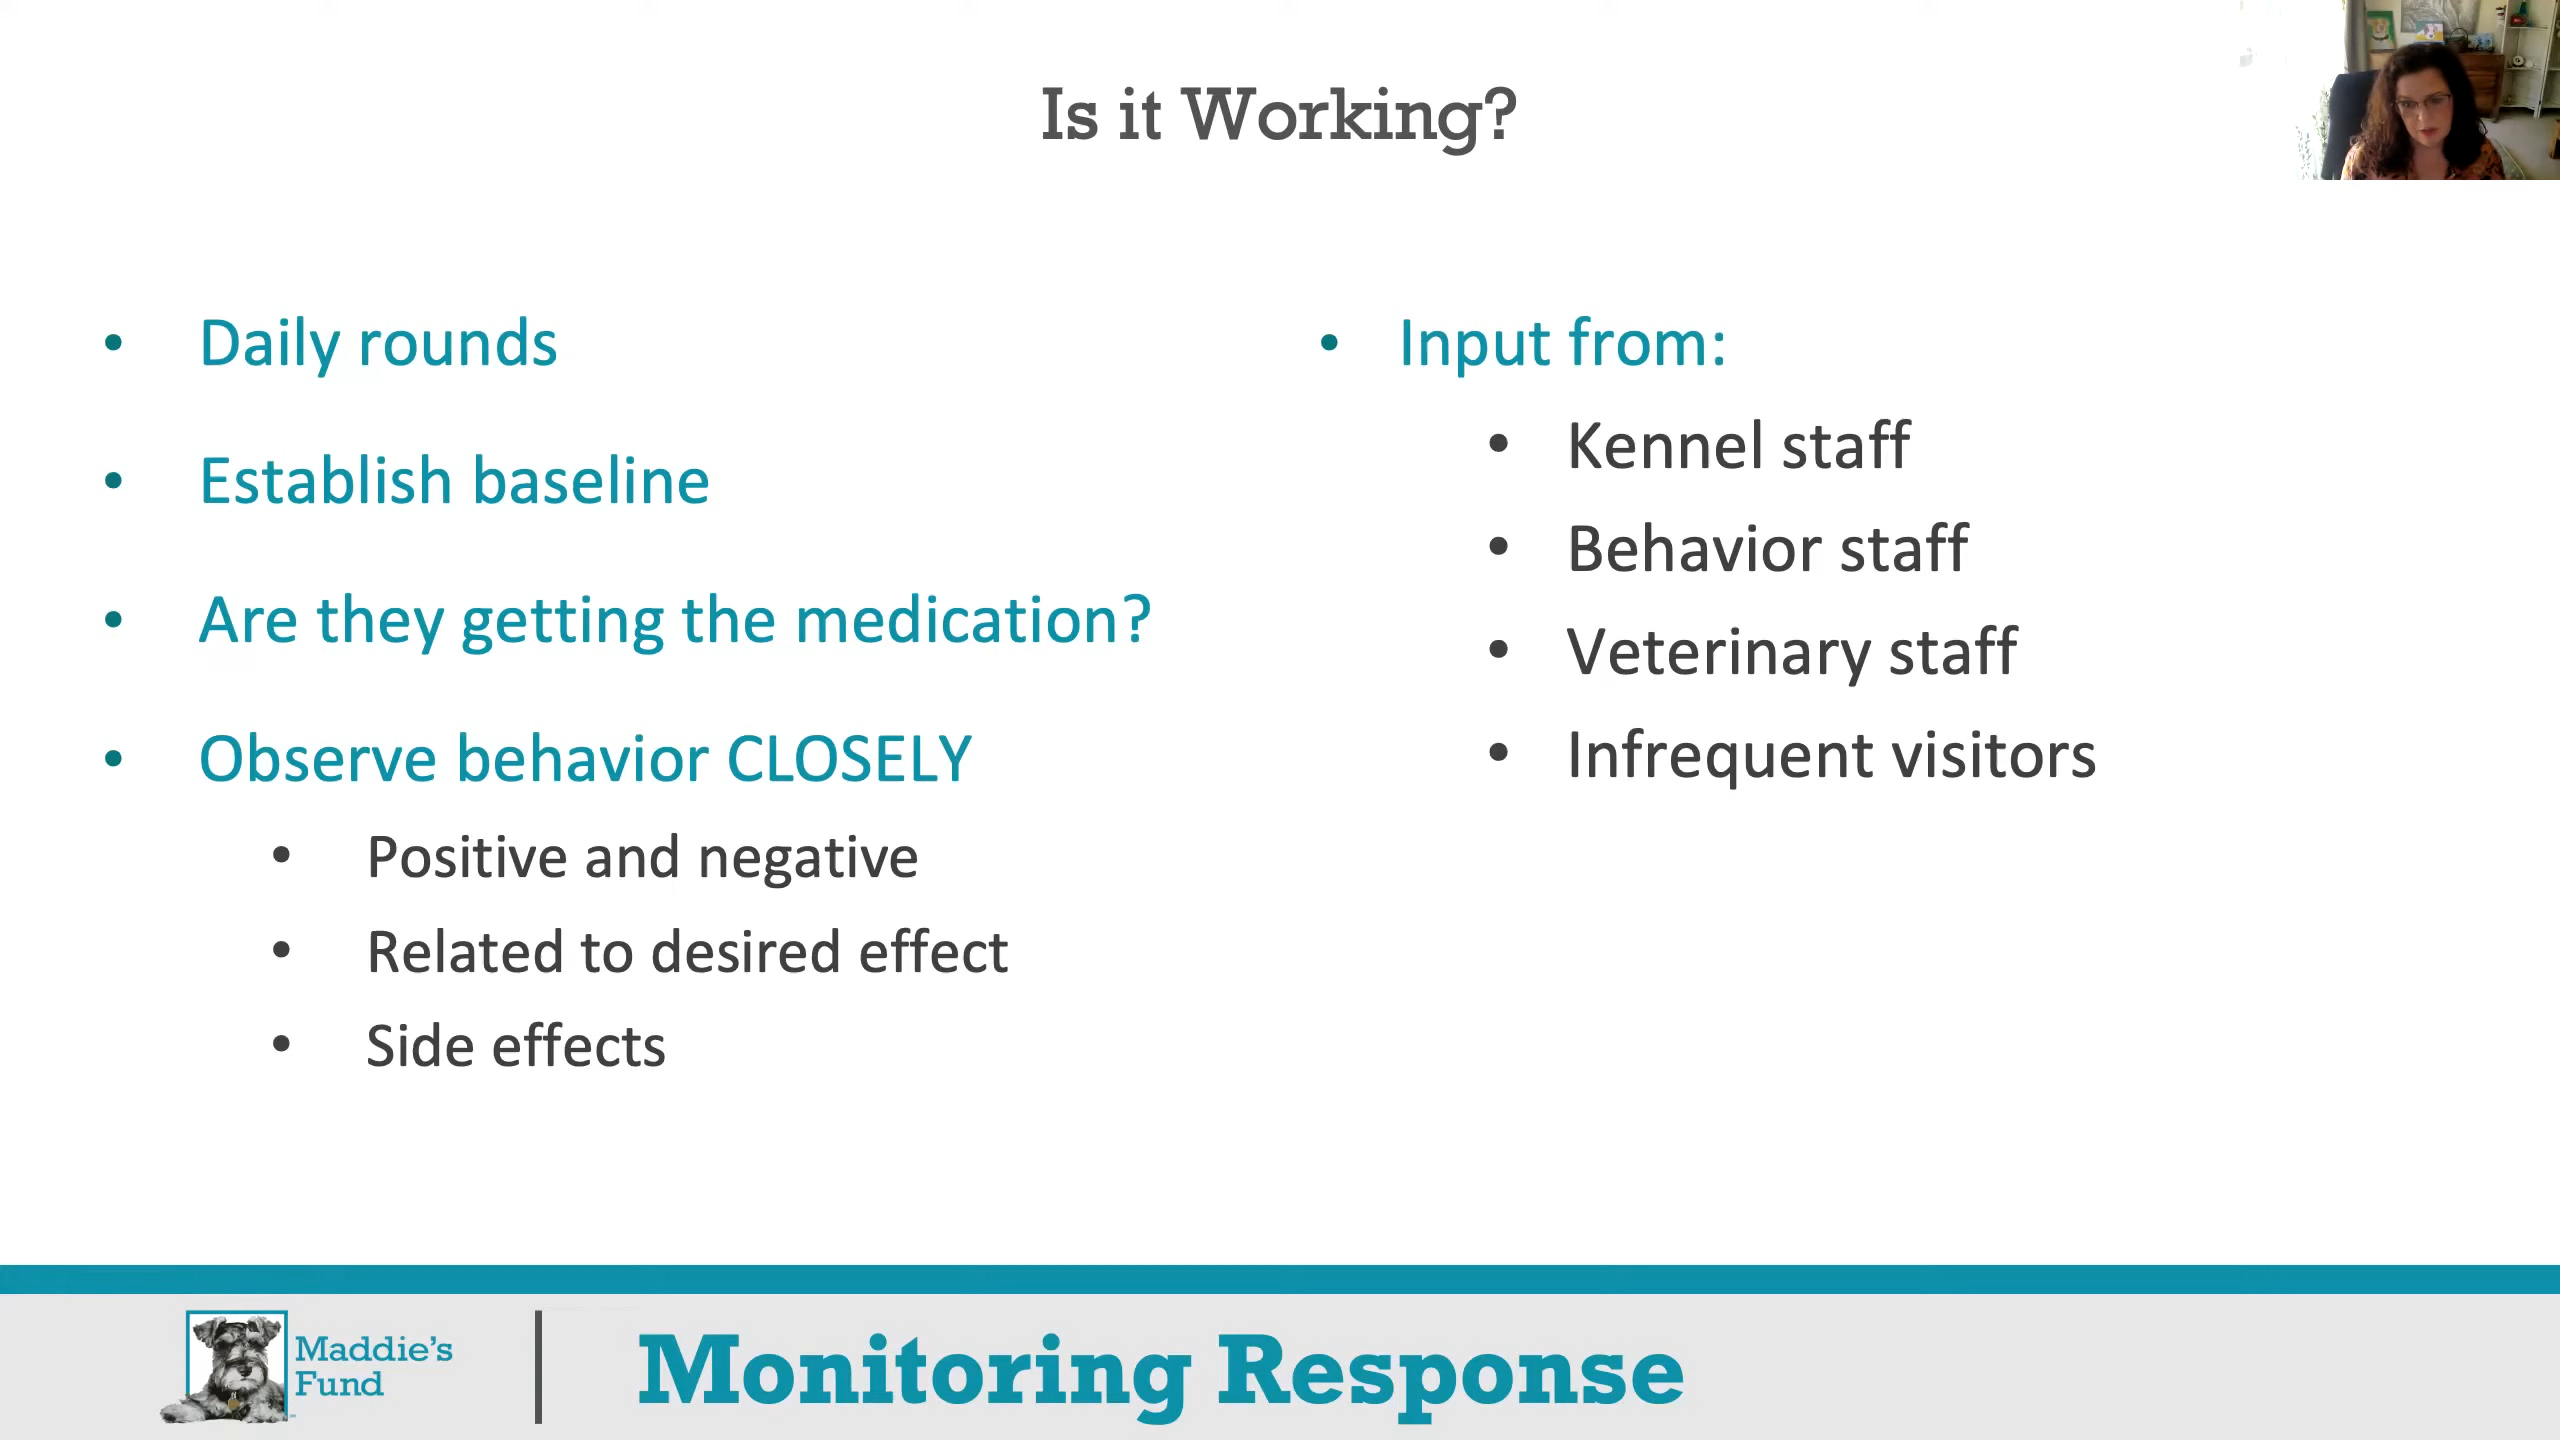 Is it Working?
• Daily rounds
• Establish baseline
• Are they getting the medication?
• Observe behavior CLOSELY
• Positive and negative
• Related to desired effect
• Side effects
• Input from:
• Kennel staff
• Behavior staff
• Veterinary staff
• Infrequent visitors
Maddie's
Fund
Monitoring Response